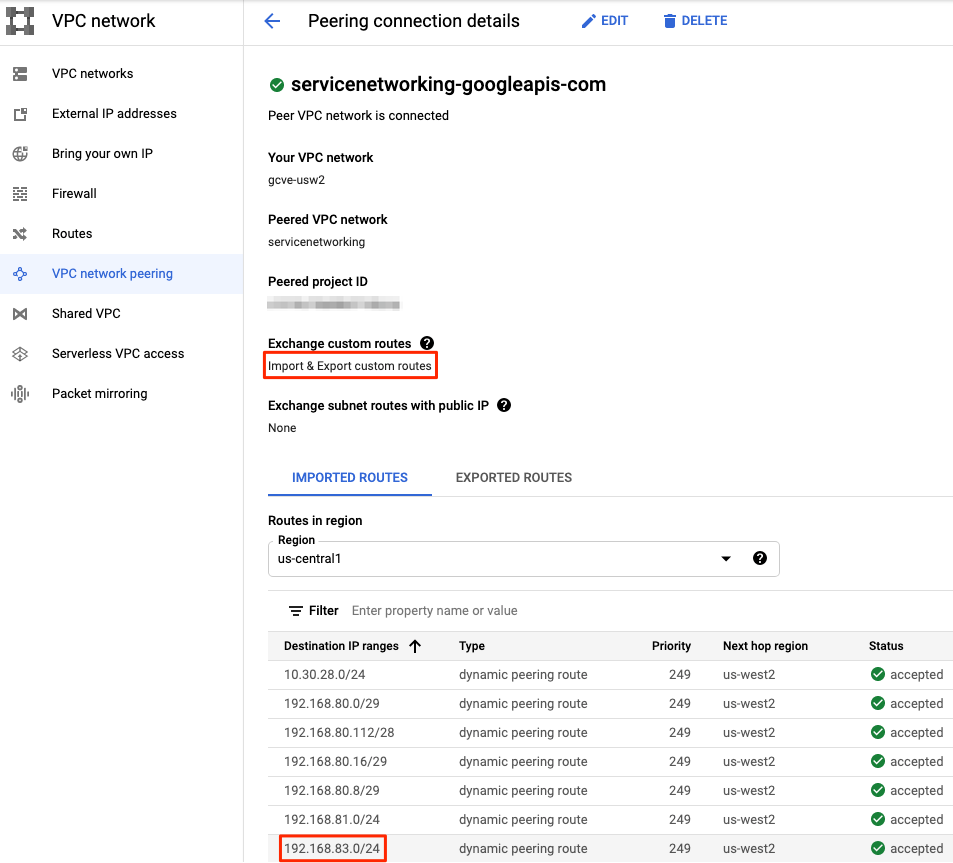 VPC network
Peering connection details
EDIT
DELETE
VPC networks
External IP addresses
Bring your own IP
Firewall
Routes
VPC network peering
Shared VPC
Serverless VPC access
Packet mirroring
servicenetworking-googleapis-com
Peer VPC network is connected
Your VPC network
gcve-usw2
Peered VPC network
servicenetworking
Peered project ID
Exchange custom routes
Import & Export custom routes
Exchange subnet routes with public IP
None
IMPORTED ROUTES EXPORTED ROUTES
Routes in region
Region
us-central1
Filter Enter property name or value
Destination IP ranges Type Priority Next hop region Status
10.30.28.0/24 dynamic peering route 249 us-west2 accepted
192.168.80.0/29 dynamic peering route 249 us-west2 accepted
192.168.80.112/28 dynamic peering route 249 us-west2 accepted
192.168.80.16/29 dynamic peering route 249 us-west2 accepted
192.168.80.8/29 dynamic peering route 249 us-west2 accepted
192.168.81.0/24 dynamic peering route 249 us-west2 accepted
192.168.83.0/24 dynamic peering route 249 us-west2 accepted